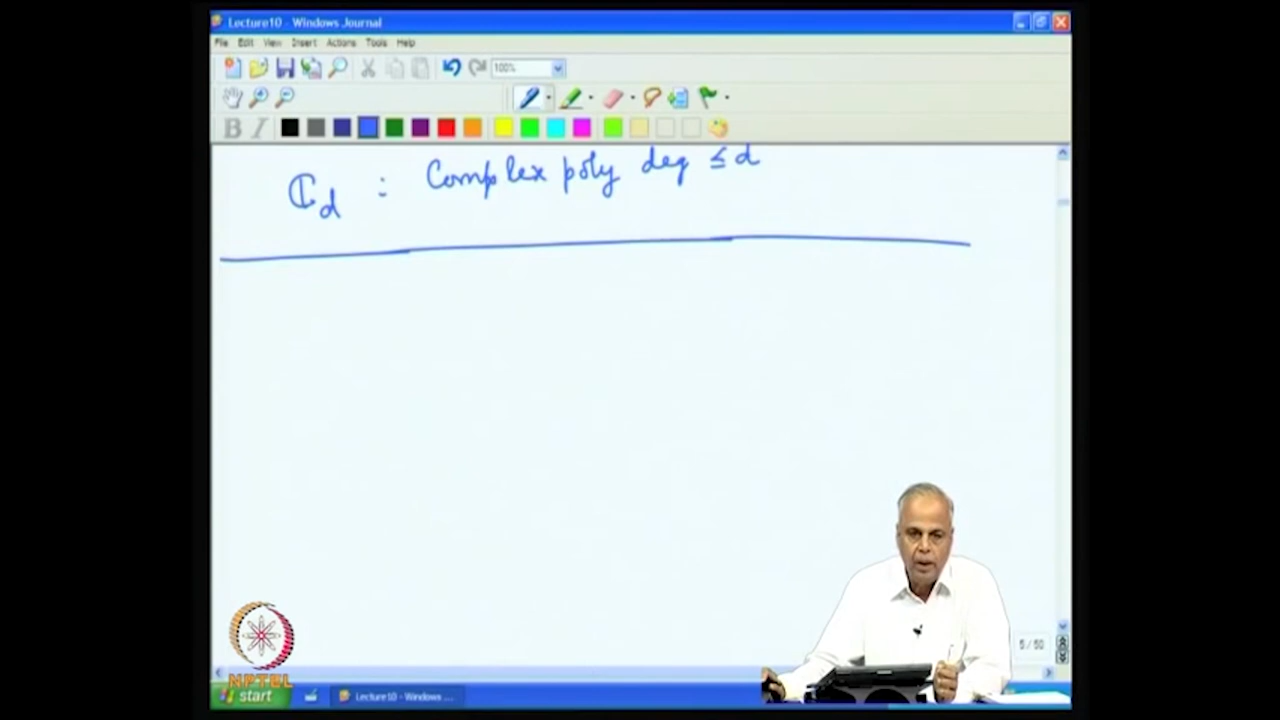 Lecture10 - Windows Journal
File Edit View Insert Actions Tools Help
100%
B I
ℂd : Complex poly deg ≤ d
5 / 50
NPTEL
start Lecture10 - Windows ...